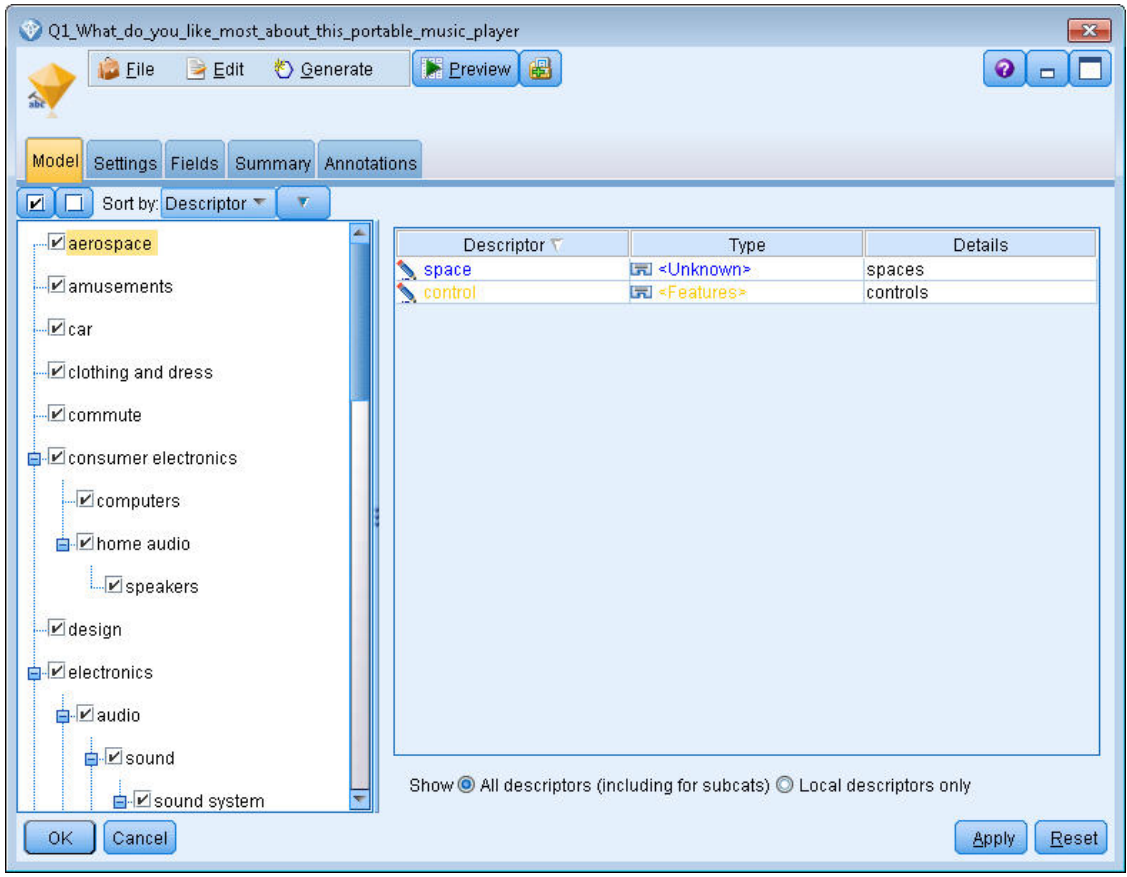 Q1_What_do_you_like_most_about_this_portable_music_player
File Edit Generate Preview
abc
Model Settings Fields Summary Annotations
Sort by: Descriptor
aerospace
amusements
car
clothing and dress
commute
consumer electronics
computers
home audio
speakers
design
electronics
audio
sound
sound system
Descriptor Type Details
space <Unknown> spaces
control <Features> controls
Show All descriptors (including for subcats) Local descriptors only
OK Cancel Apply Reset